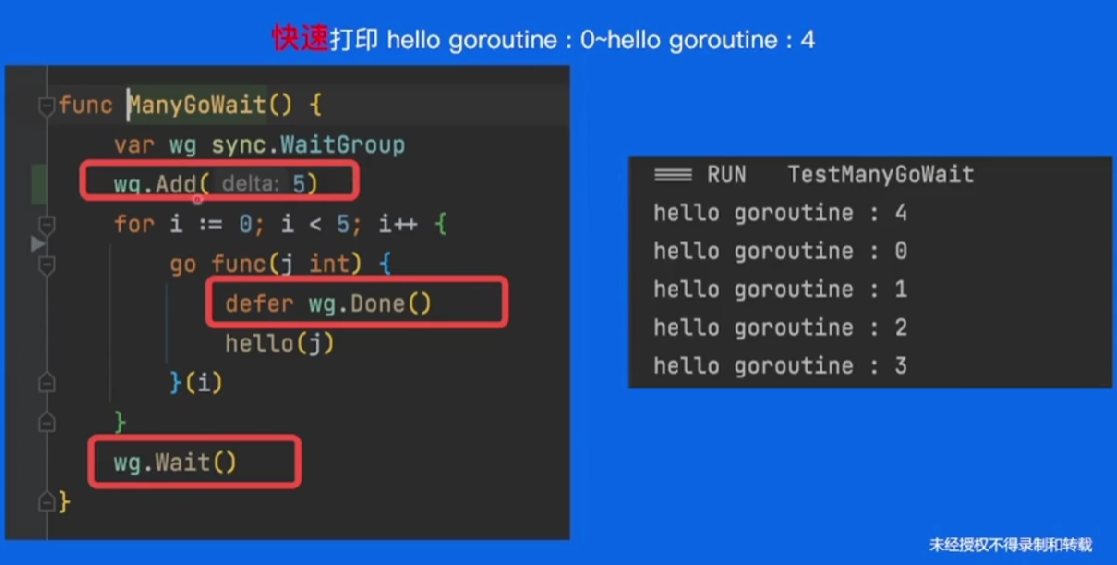 快速打印 hello goroutine : 0~hello goroutine : 4
func ManyGoWait() {
var wg sync.WaitGroup
wg.Add( delta: 5)
for i := 0; i < 5; i++ {
go func(j int) {
defer wg.Done()
hello(j)
}(i)
}
wg.Wait()
}
=== RUN   TestManyGoWait
hello goroutine : 4
hello goroutine : 0
hello goroutine : 1
hello goroutine : 2
hello goroutine : 3
未经授权不得录制和转载